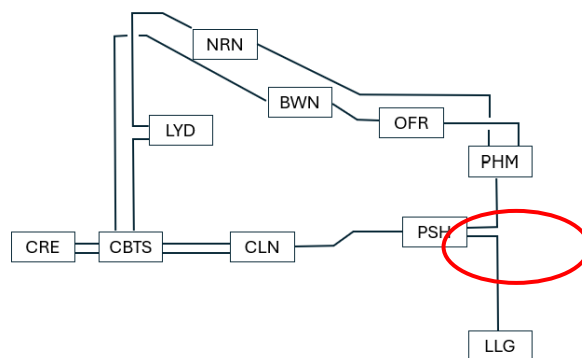 NRN
BWN
OFR
LYD
PHM
PSH
CRE
CBTS
CLN
LLG